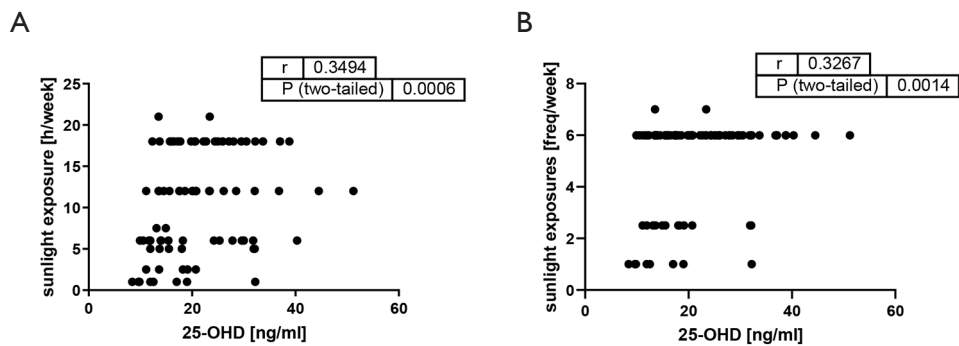 A
r 0.3494
P (two-tailed) 0.0006
sunlight exposure [h/week]
25
20
15
10
5
0
0 20 40 60
25-OHD [ng/ml]
B
r 0.3267
P (two-tailed) 0.0014
sunlight exposures [freq/week]
8
6
4
2
0
0 20 40 60
25-OHD [ng/ml]